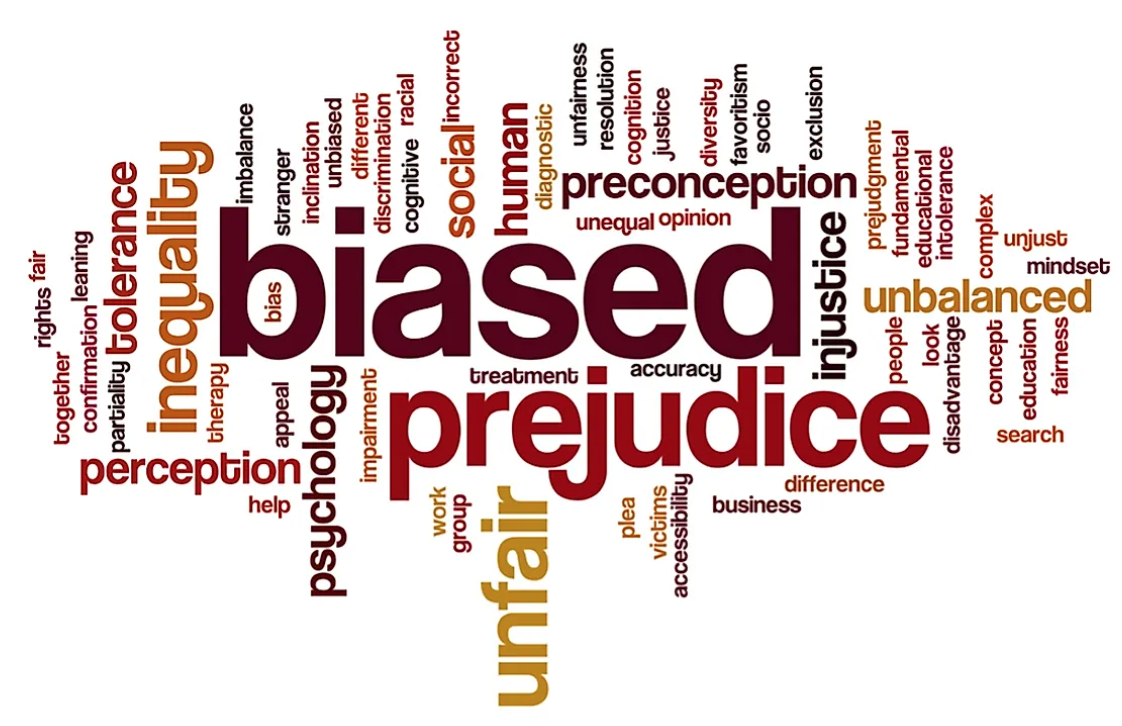 incorrect
unfairness
resolution
racial
cognition
justice
diversity
favoritism
socio
exclusion
imbalance
stranger
inclination
unbiased
different
discrimination
cognitive
social
human
diagnostic
preconception
unequal
opinion
prejudgment
fundamental
educational
intolerance
complex
unjust
mindset
fair
rights
leaning
tolerance
inequality
biased
bias
injustice
unbalanced
together
confirmation
partiality
therapy
appeal
psychology
impairment
treatment
accuracy
prejudice
people
look
disadvantage
concept
education
fairness
search
perception
help
work
group
unfair
plea
victims
accessibility
business
difference